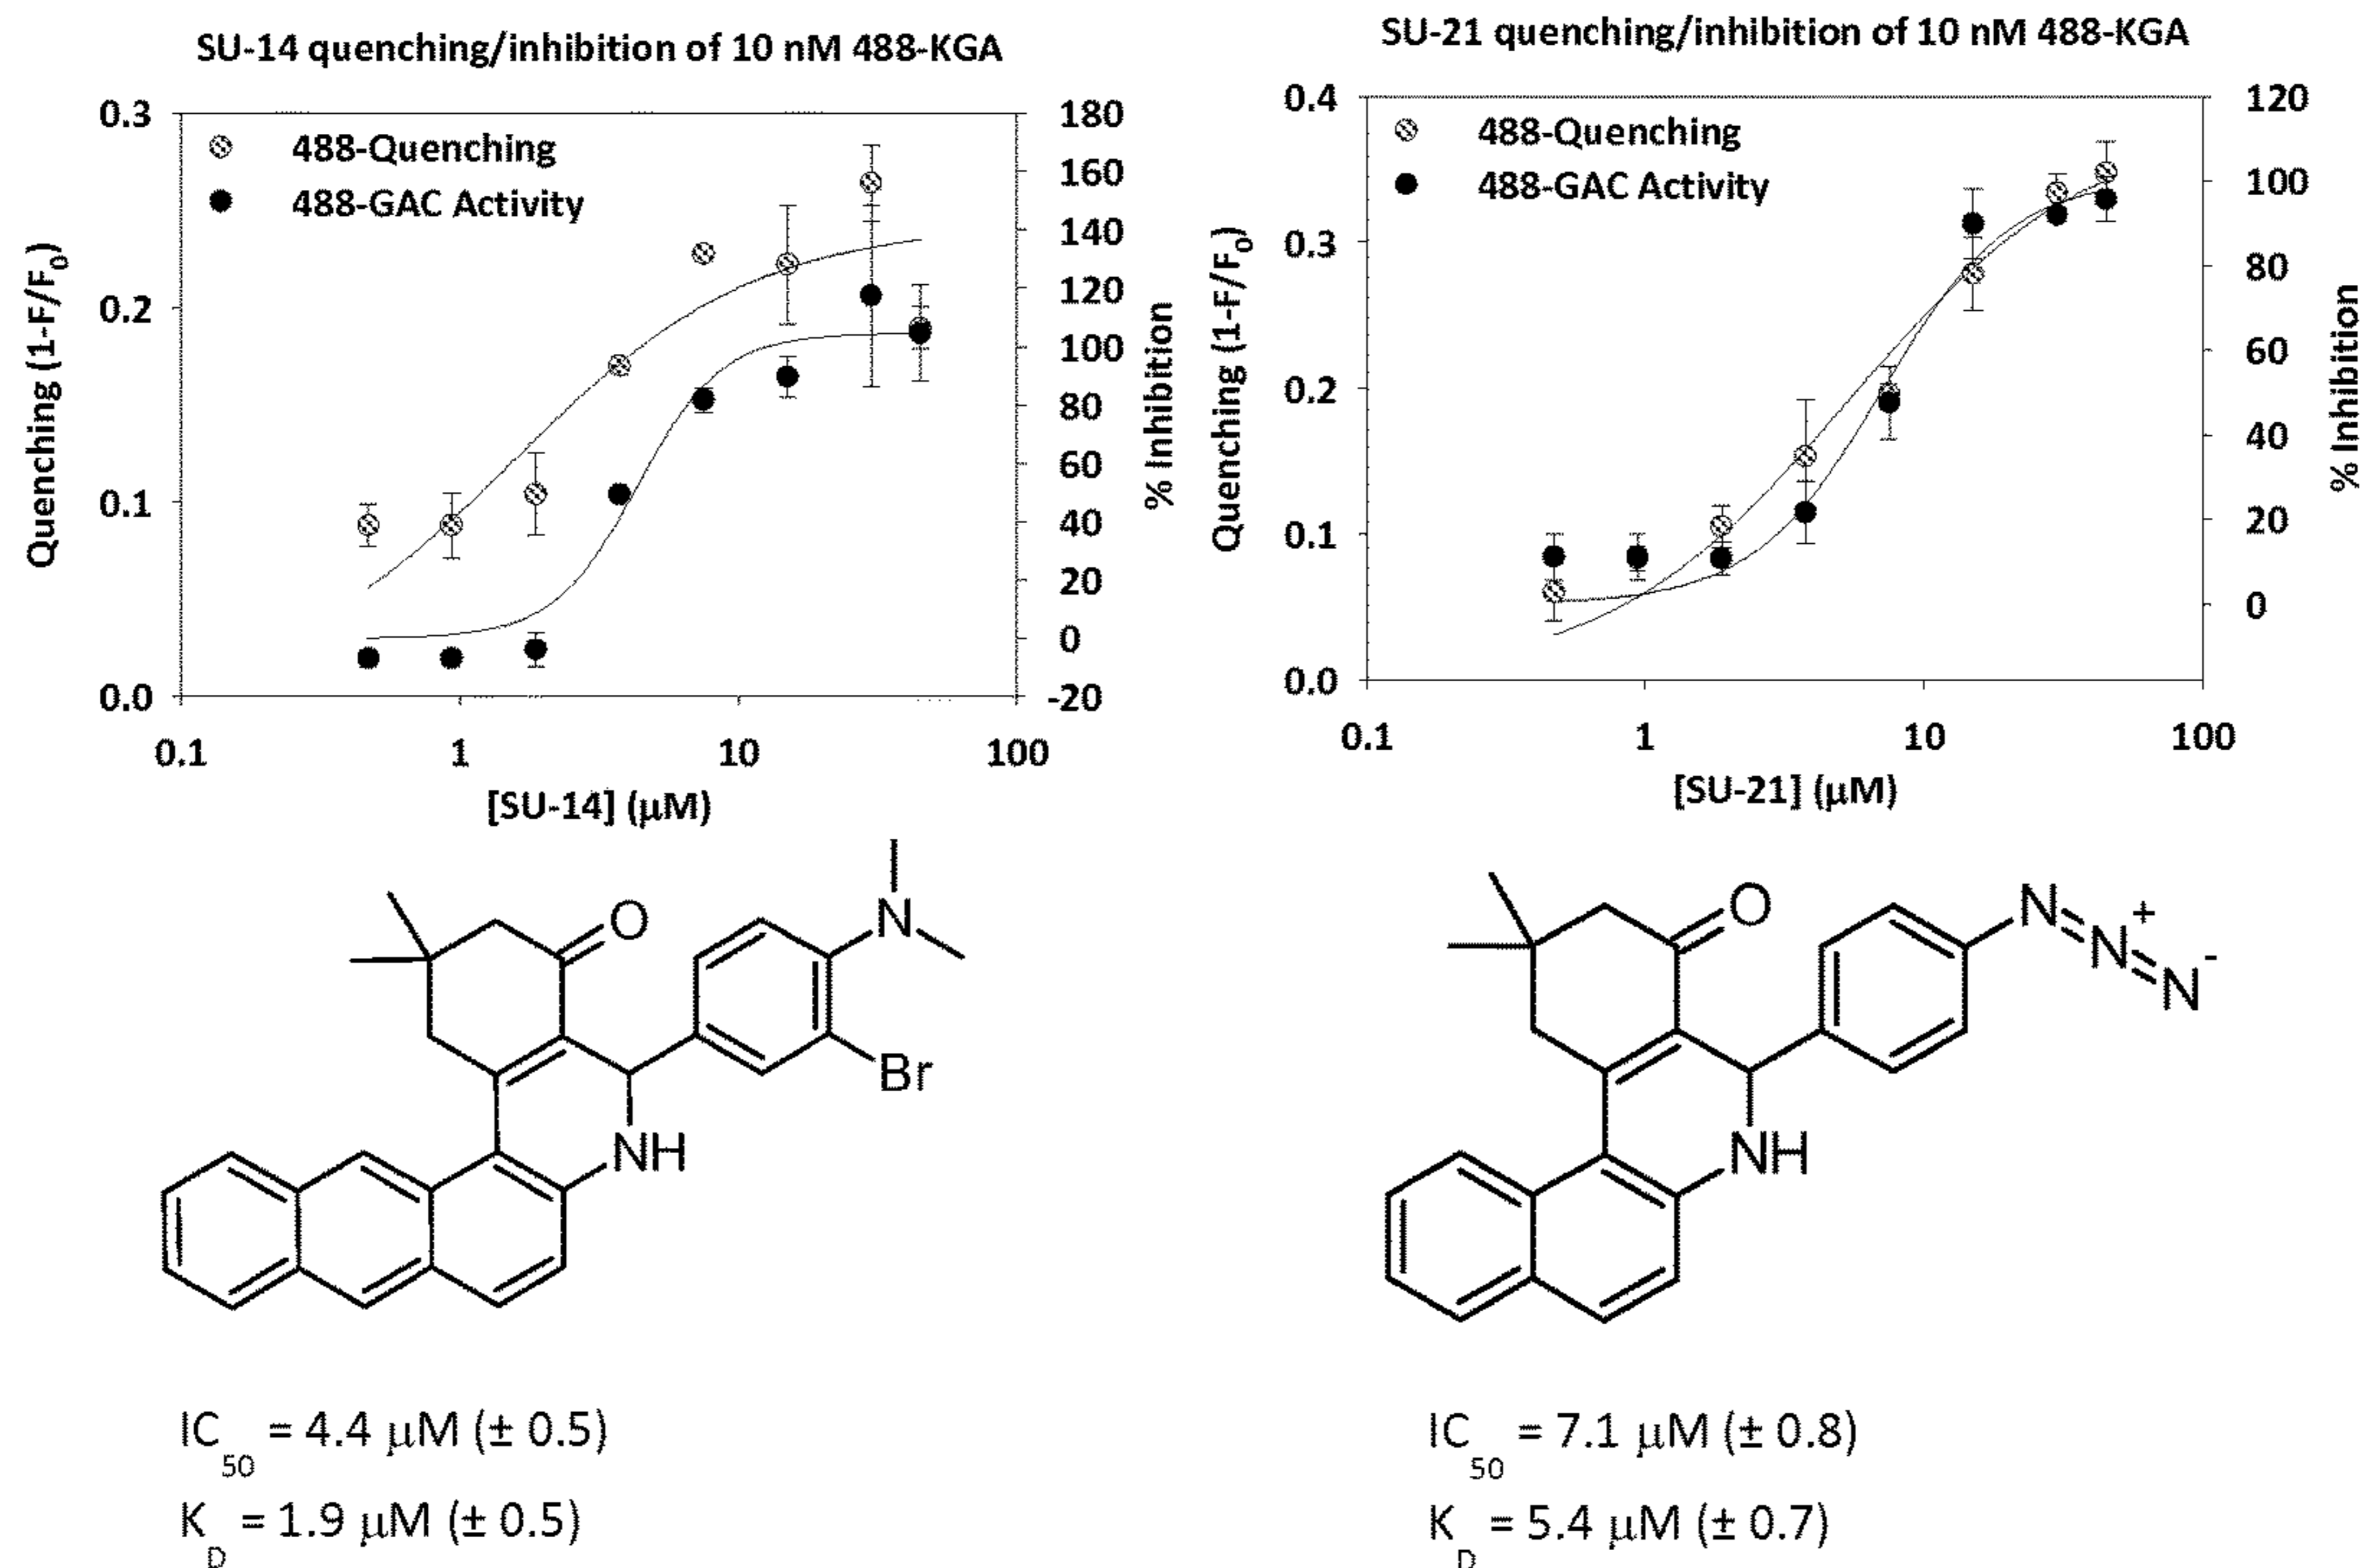 SU-14 quenching/inhibition of 10 nM 488-KGA
0.3
0.2
0.1
0.0
Quenching (1-F/F₀)
488-Quenching
488-GAC Activity
180
160
140
120
100
80
60
40
20
0
-20
% Inhibition
0.1 1 10 100
[SU-14] (μM)
SU-21 quenching/inhibition of 10 nM 488-KGA
0.4
0.3
0.2
0.1
0.0
Quenching (1-F/F₀)
488-Quenching
488-GAC Activity
120
100
80
60
40
20
0
% Inhibition
0.1 1 10 100
[SU-21] (μM)
O
N
Br
NH
O
N=N⁺=N⁻
NH
IC₅₀ = 4.4 μM (± 0.5)
K_D = 1.9 μM (± 0.5)
IC₅₀ = 7.1 μM (± 0.8)
K_D = 5.4 μM (± 0.7)